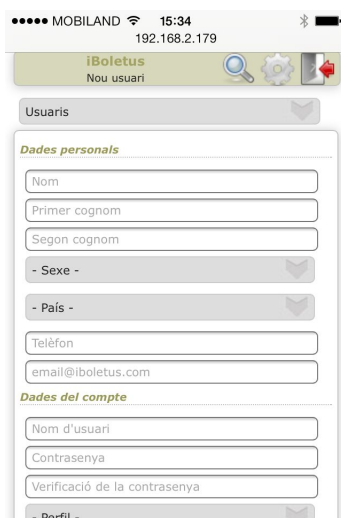 MOBILAND 15:34
192.168.2.179
iBoletus
Nou usuari
Usuaris
Dades personals
Nom
Primer cognom
Segon cognom
- Sexe -
- País -
Telèfon
email@iboletus.com
Dades del compte
Nom d'usuari
Contrasenya
Verificació de la contrasenya
- Perfil -